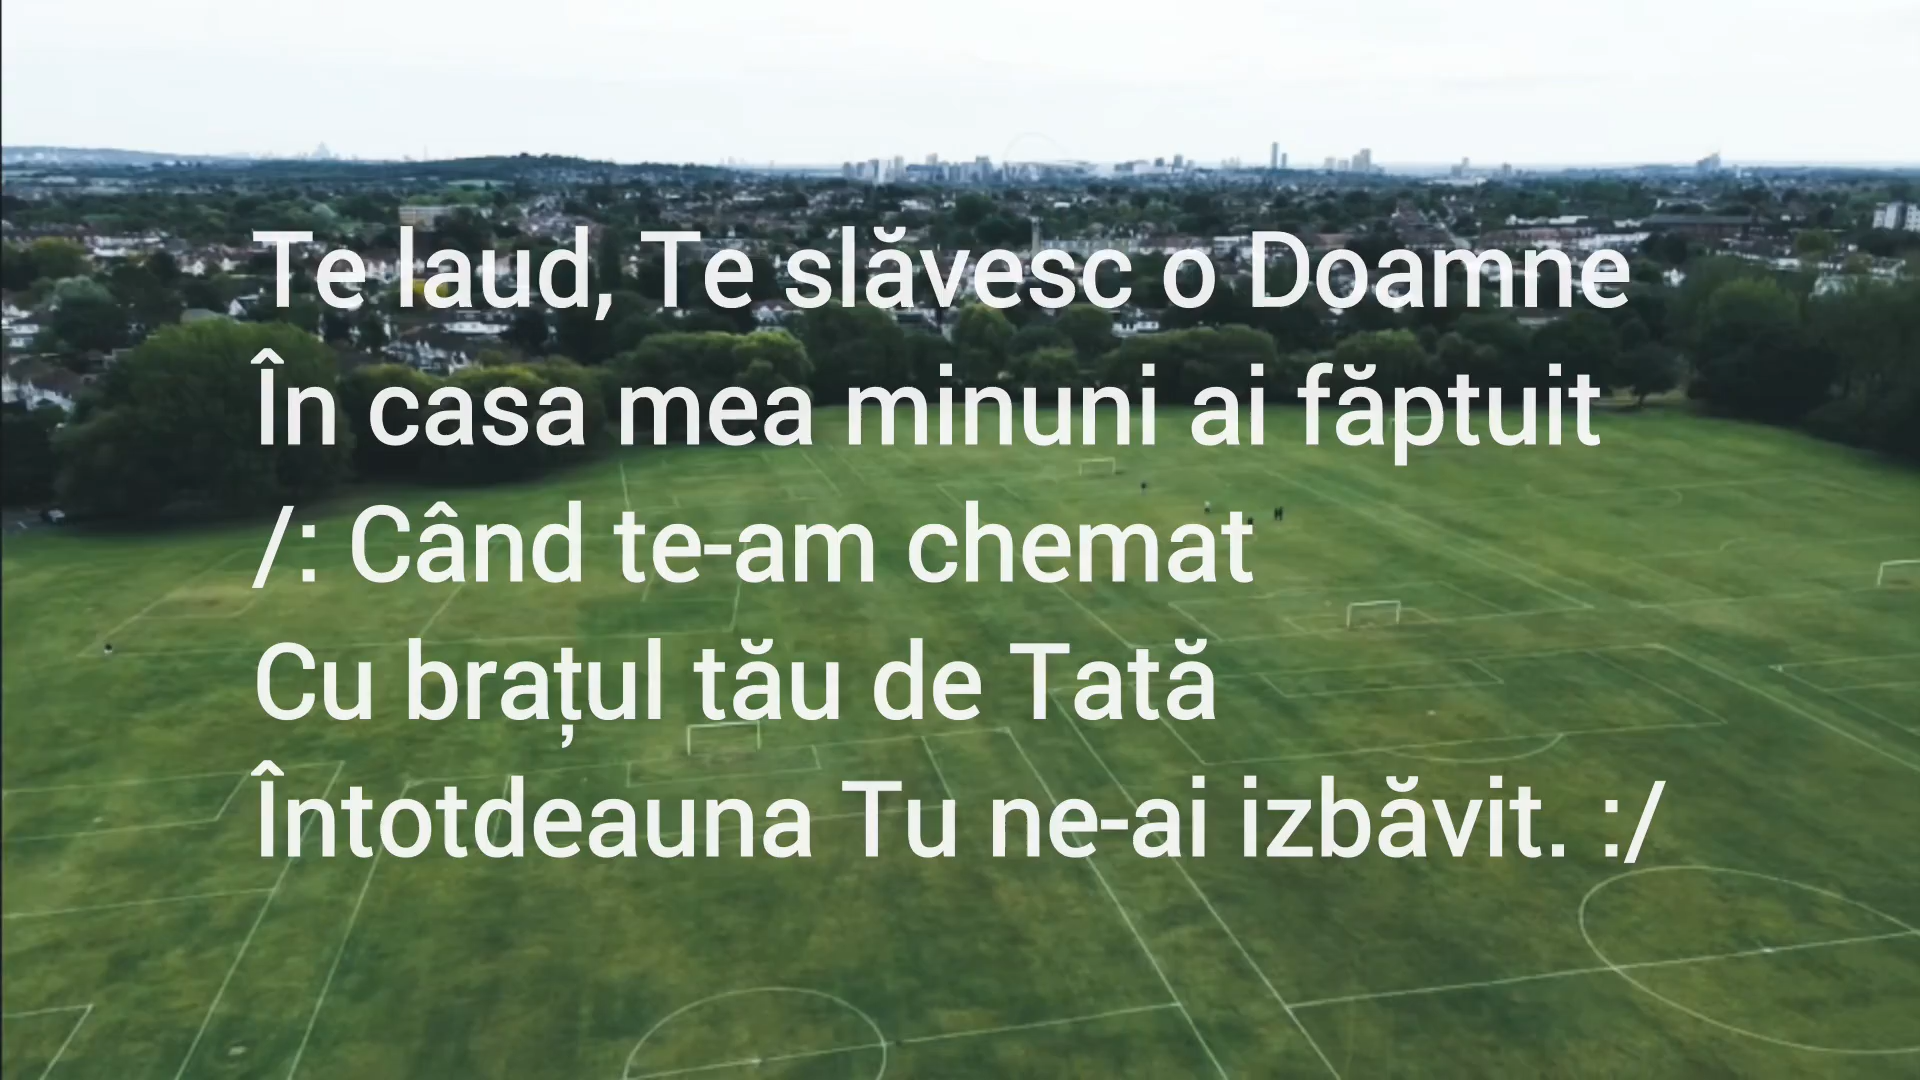 Te laud, Te slăvesc o Doamne
În casa mea minuni ai făptuit
/: Când te-am chemat
Cu brațul tău de Tată
Întotdeauna Tu ne-ai izbăvit. :/